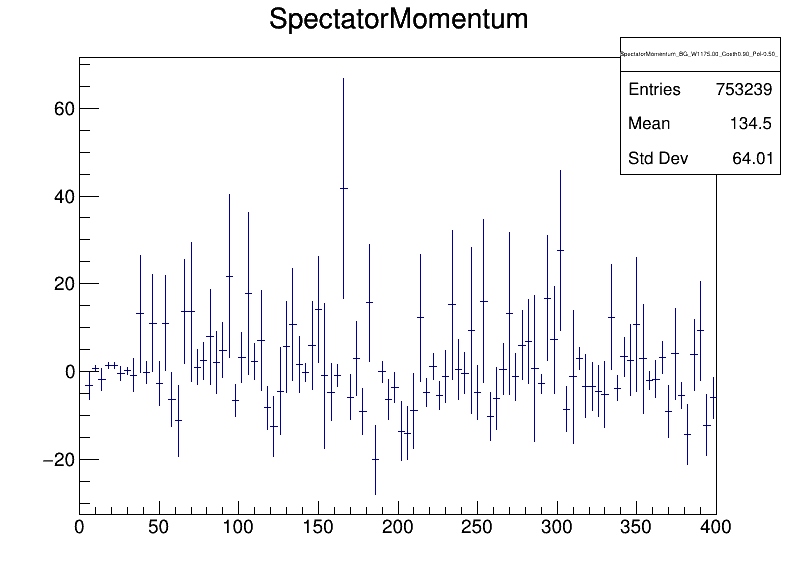 SpectatorMomentum
SpectatorMomentum_BG_W1175.00_Costh0.90_Pol-0.50_
Entries 753239
Mean 134.5
Std Dev 64.01
60
40
20
0
−20
0 50 100 150 200 250 300 350 400